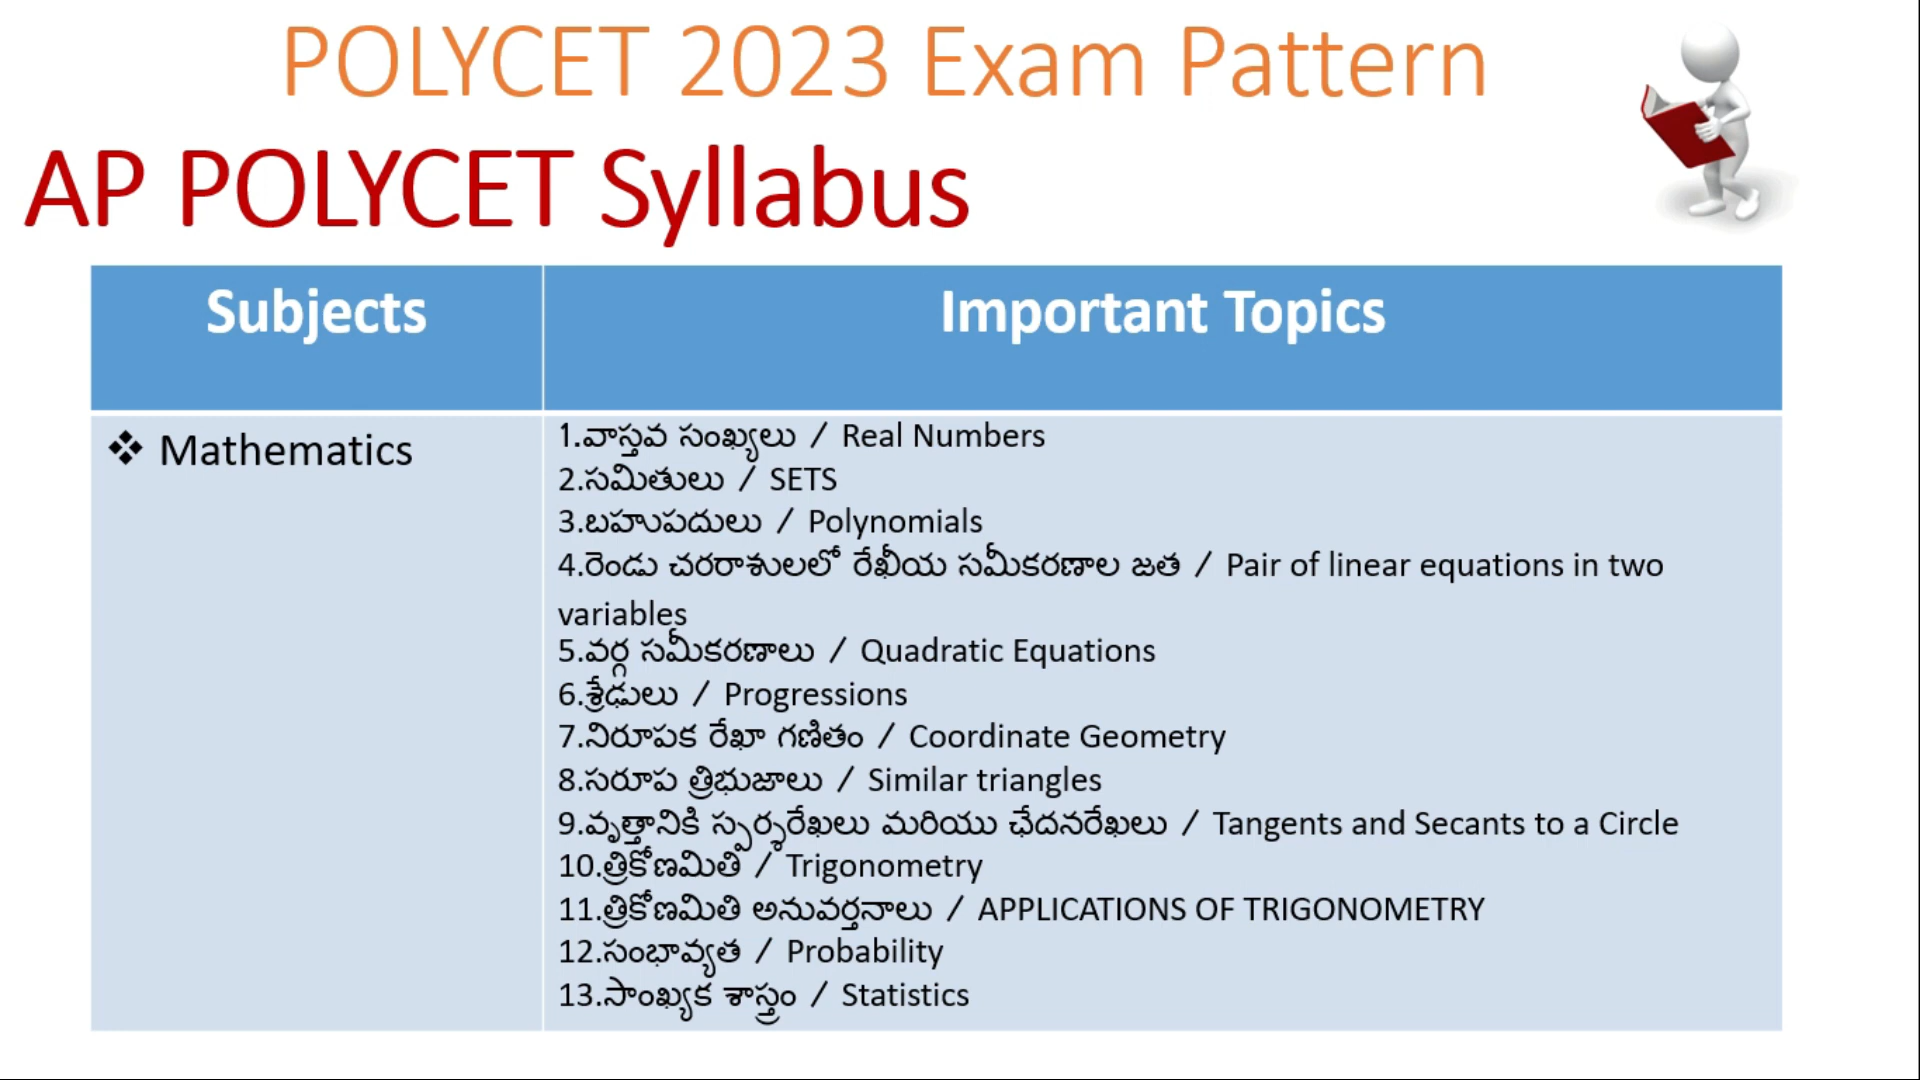 POLYCET 2023 Exam Pattern
AP POLYCET Syllabus
Subjects
Important Topics
❖ Mathematics
1.వాస్తవ సంఖ్యలు / Real Numbers
2.సమితులు / SETS
3.బహుపదులు / Polynomials
4.రెండు చరరాశులలో రేఖీయ సమీకరణాల జత / Pair of linear equations in two
variables
5.వర్గ సమీకరణాలు / Quadratic Equations
6.శ్రేఢులు / Progressions
7.నిరూపక రేఖా గణితం / Coordinate Geometry
8.సరూప త్రిభుజాలు / Similar triangles
9.వృత్తానికి స్పర్శరేఖలు మరియు ఛేదనరేఖలు / Tangents and Secants to a Circle
10.త్రికోణమితి / Trigonometry
11.త్రికోణమితి అనువర్తనాలు / APPLICATIONS OF TRIGONOMETRY
12.సంభావ్యత / Probability
13.సాంఖ్యక శాస్త్రం / Statistics